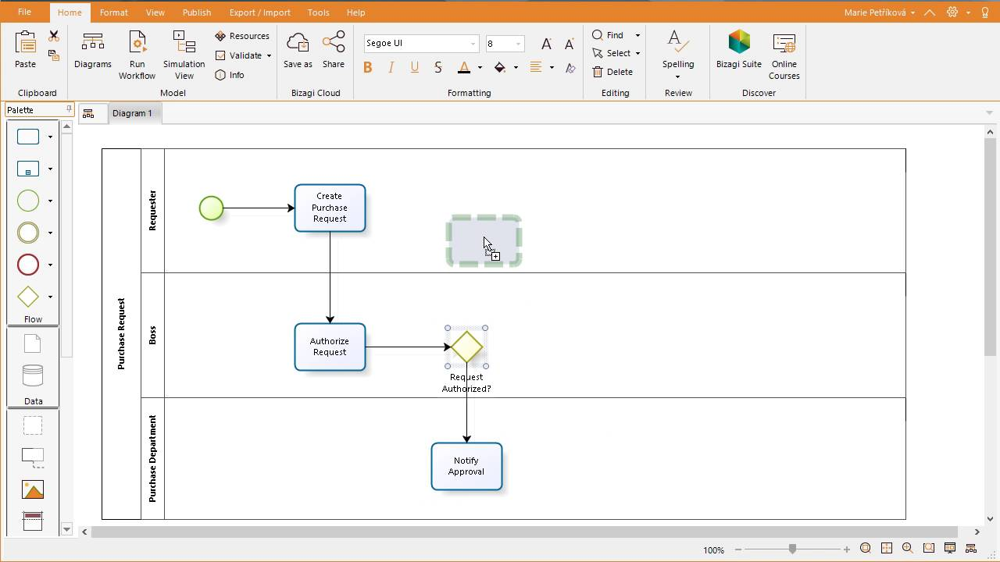 File
Home
Format
View
Publish
Export / Import
Tools
Help
Marie Petříková
Paste
Clipboard
Diagrams
Run
Workflow
Simulation
View
Resources
Validate
Info
Model
Save as
Share
Bizagi Cloud
Segoe UI
8
B
I
U
S
A
Formatting
Find
Select
Delete
Editing
Spelling
Review
Bizagi Suite
Online
Courses
Discover
Palette
Diagram 1
Flow
Data
Purchase Request
Requester
Create
Purchase
Request
Boss
Authorize
Request
Request
Authorized?
Purchase Department
Notify
Approval
100%